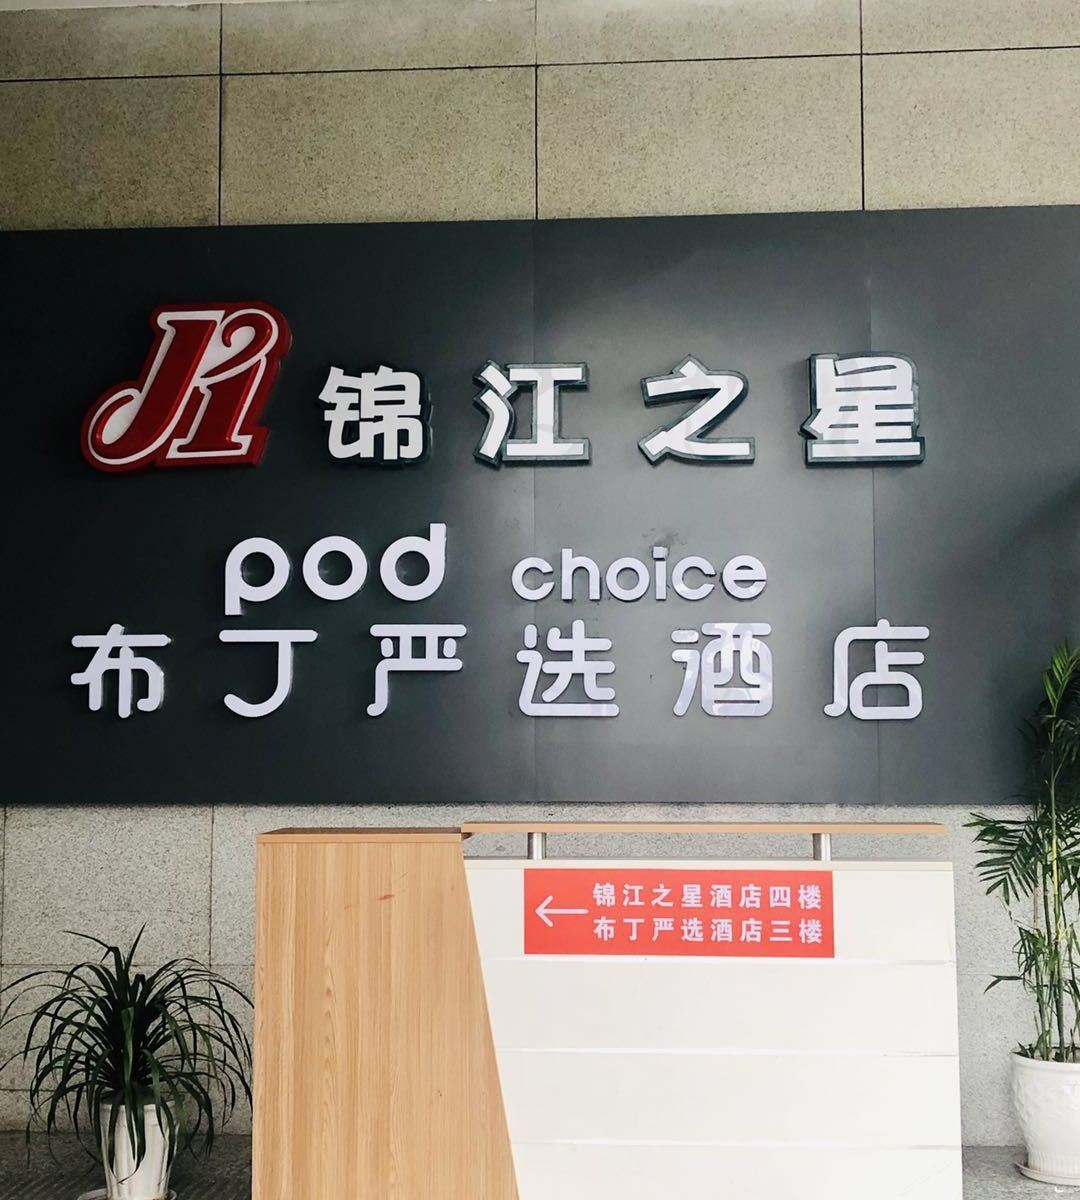 锦江之星
pod choice
布丁严选酒店
← 锦江之星酒店四楼
布丁严选酒店三楼